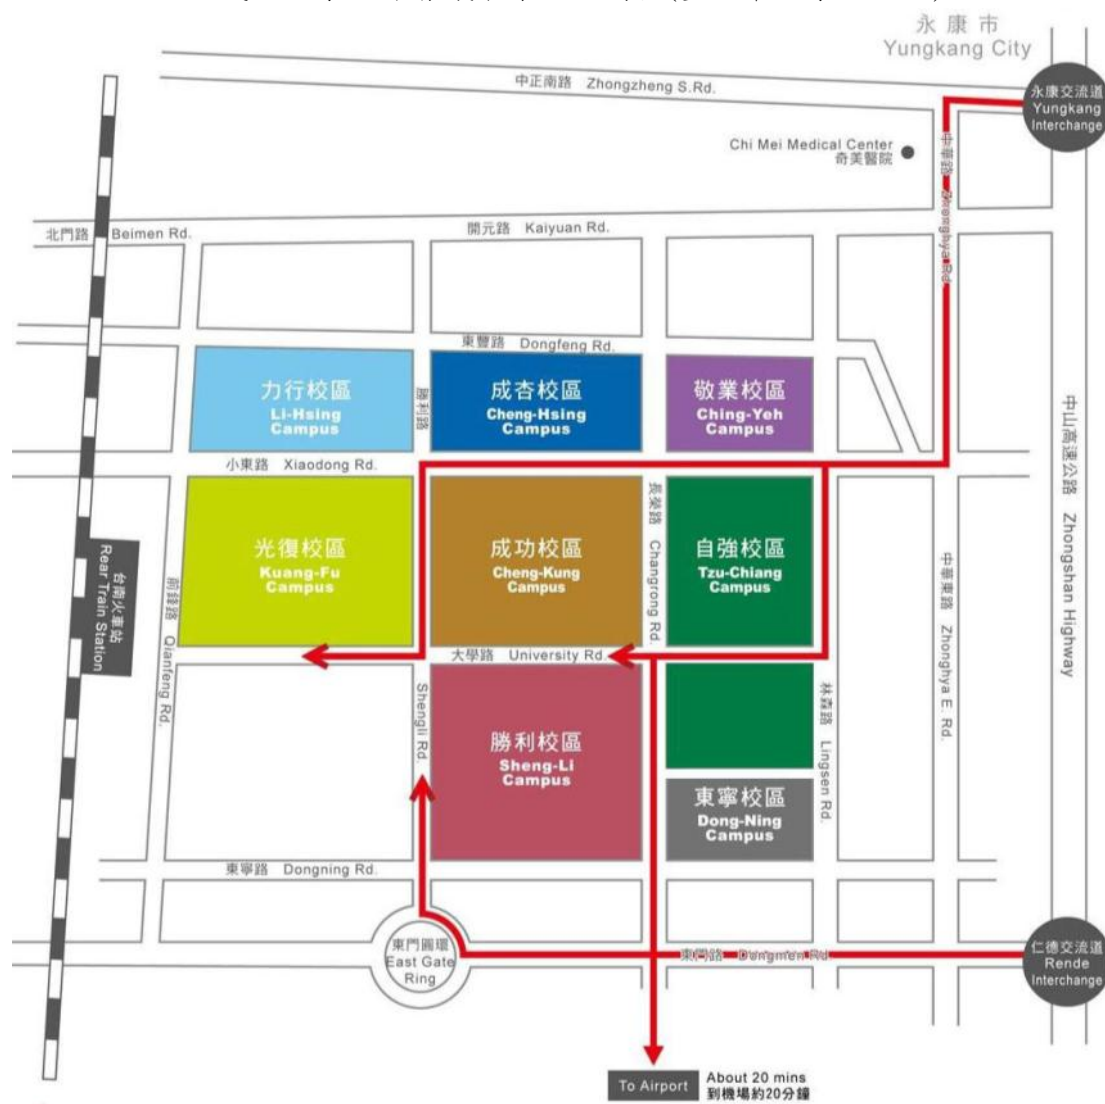 永康市
Yungkang City
中正南路 Zhongzheng S.Rd.
永康交流道
Yungkang
Interchange
Chi Mei Medical Center
奇美醫院
中華路 Zhonghya Rd.
北門路 Beimen Rd.
開元路 Kaiyuan Rd.
東豐路 Dongfeng Rd.
力行校區
Li-Hsing
Campus
勝利路
成杏校區
Cheng-Hsing
Campus
敬業校區
Ching-Yeh
Campus
小東路 Xiaodong Rd.
中山高速公路 Zhongshan Highway
光復校區
Kuang-Fu
Campus
成功校區
Cheng-Kung
Campus
長榮路 Changrong Rd.
自強校區
Tzu-Chiang
Campus
中華東路 Zhonghya E. Rd.
台南火車站
Rear Train Station
前鋒路 Qianfeng Rd.
大學路 University Rd.
Shengli Rd.
勝利校區
Sheng-Li
Campus
林森路 Lingsen Rd.
東寧校區
Dong-Ning
Campus
東寧路 Dongning Rd.
東門圓環
East Gate
Ring
東門路 Dongmen Rd.
仁德交流道
Rende
Interchange
To Airport
About 20 mins
到機場約20分鐘